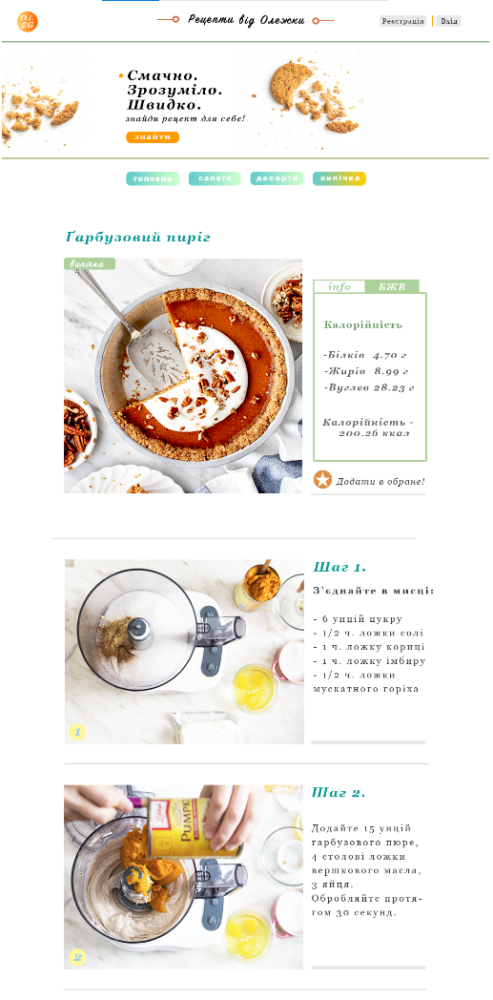 OL
EG
Рецепти від Олежки
Реєстрація | Вхід
Смачно.
Зрозуміло.
Швидко.
знайди рецепт для себе!
знайти
головна
салати
десерти
випічка
Ґарбузовий пиріг
випічка
info
БЖВ
Калорійність
-Білків 4.70 г
-Жирів 8.99 г
-Вуглев 28.23 г
Калорійність -
200.26 ккал
Додати в обране!
Шаг 1.
З’єднайте в мисці:
- 6 унцій цукру
- 1/2 ч. ложки солі
- 1 ч. ложку кориці
- 1 ч. ложку імбиру
- 1/2 ч. ложки
мускатного горіха
1
Шаг 2.
Додайте 15 унцій
гарбузового пюре,
4 столові ложки
вершкового масла,
3 яйця.
Обробляйте протя-
гом 30 секунд.
PUMPK
2